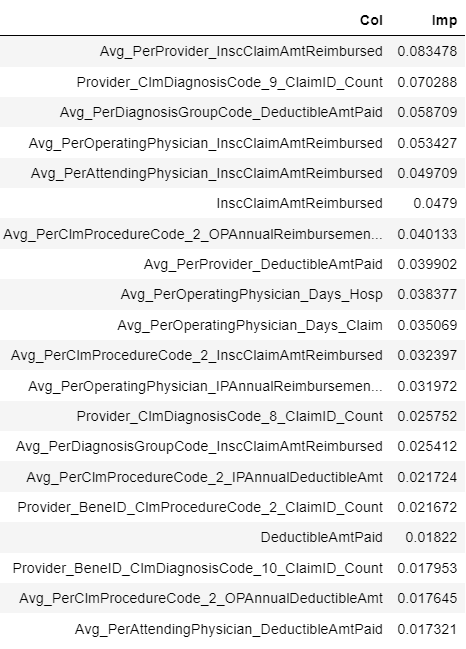 Col Imp
Avg_PerProvider_InscClaimAmtReimbursed 0.083478
Provider_ClmDiagnosisCode_9_ClaimID_Count 0.070288
Avg_PerDiagnosisGroupCode_DeductibleAmtPaid 0.058709
Avg_PerOperatingPhysician_InscClaimAmtReimbursed 0.053427
Avg_PerAttendingPhysician_InscClaimAmtReimbursed 0.049709
InscClaimAmtReimbursed 0.0479
Avg_PerClmProcedureCode_2_OPAnnualReimbursemen... 0.040133
Avg_PerProvider_DeductibleAmtPaid 0.039902
Avg_PerOperatingPhysician_Days_Hosp 0.038377
Avg_PerOperatingPhysician_Days_Claim 0.035069
Avg_PerClmProcedureCode_2_InscClaimAmtReimbursed 0.032397
Avg_PerOperatingPhysician_IPAnnualReimbursemen... 0.031972
Provider_ClmDiagnosisCode_8_ClaimID_Count 0.025752
Avg_PerDiagnosisGroupCode_InscClaimAmtReimbursed 0.025412
Avg_PerClmProcedureCode_2_IPAnnualDeductibleAmt 0.021724
Provider_BeneID_ClmProcedureCode_2_ClaimID_Count 0.021672
DeductibleAmtPaid 0.01822
Provider_BeneID_ClmDiagnosisCode_10_ClaimID_Count 0.017953
Avg_PerClmProcedureCode_2_OPAnnualDeductibleAmt 0.017645
Avg_PerAttendingPhysician_DeductibleAmtPaid 0.017321